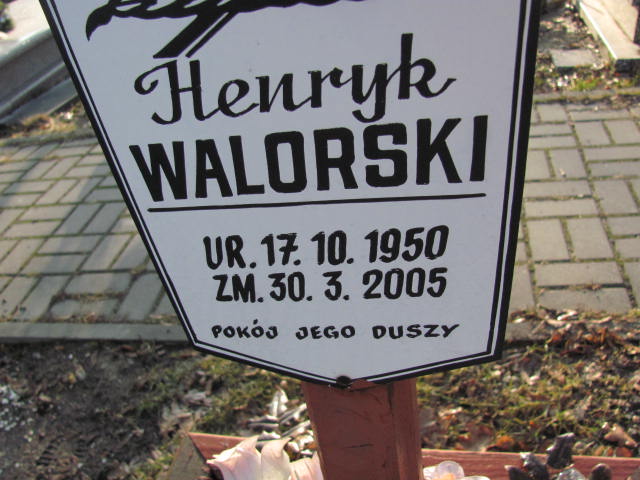 Henryk
WALORSKI
UR. 17. 10. 1950
ZM. 30. 3. 2005
POKÓJ JEGO DUSZY